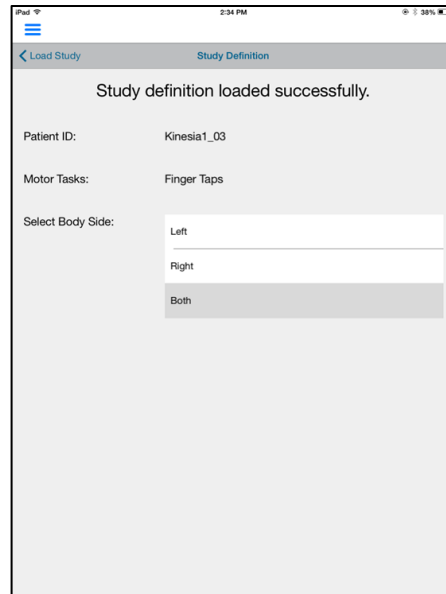 iPad 2:34 PM 38%
Load Study Study Definition
Study definition loaded successfully.
Patient ID: Kinesia1_03
Motor Tasks: Finger Taps
Select Body Side:
Left
Right
Both